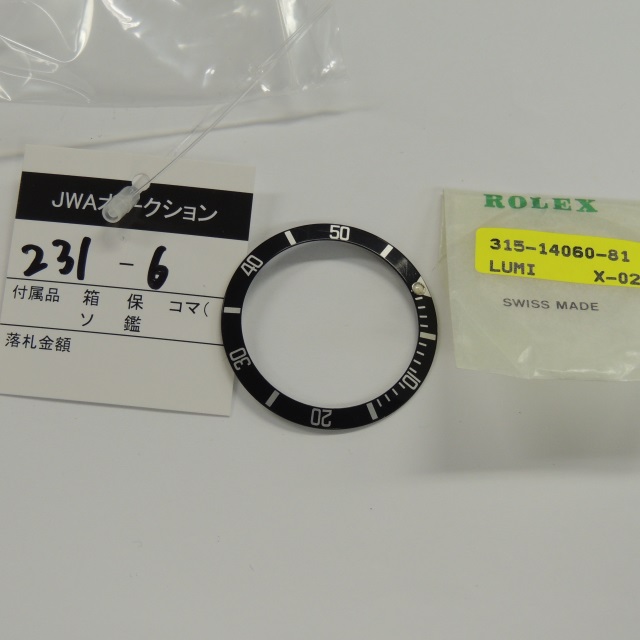 JWAオークション
231-6
付属品 箱 保 コマ(
ソ 鑑
落札金額
50
40
30
20
10
ROLEX
315-14060-81
LUMI X-02
SWISS MADE